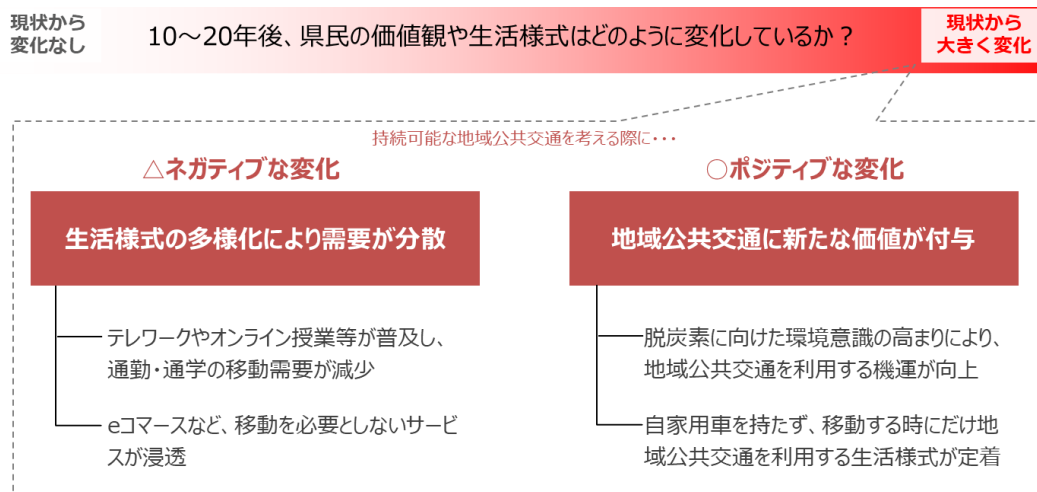 現状から
変化なし
10～20年後、県民の価値観や生活様式はどのように変化しているか？
現状から
大きく変化
持続可能な地域公共交通を考える際に・・・
△ネガティブな変化
生活様式の多様化により需要が分散
テレワークやオンライン授業等が普及し、
通勤・通学の移動需要が減少
eコマースなど、移動を必要としないサービ
スが浸透
○ポジティブな変化
地域公共交通に新たな価値が付与
脱炭素に向けた環境意識の高まりにより、
地域公共交通を利用する機運が向上
自家用車を持たず、移動する時にだけ地
域公共交通を利用する生活様式が定着